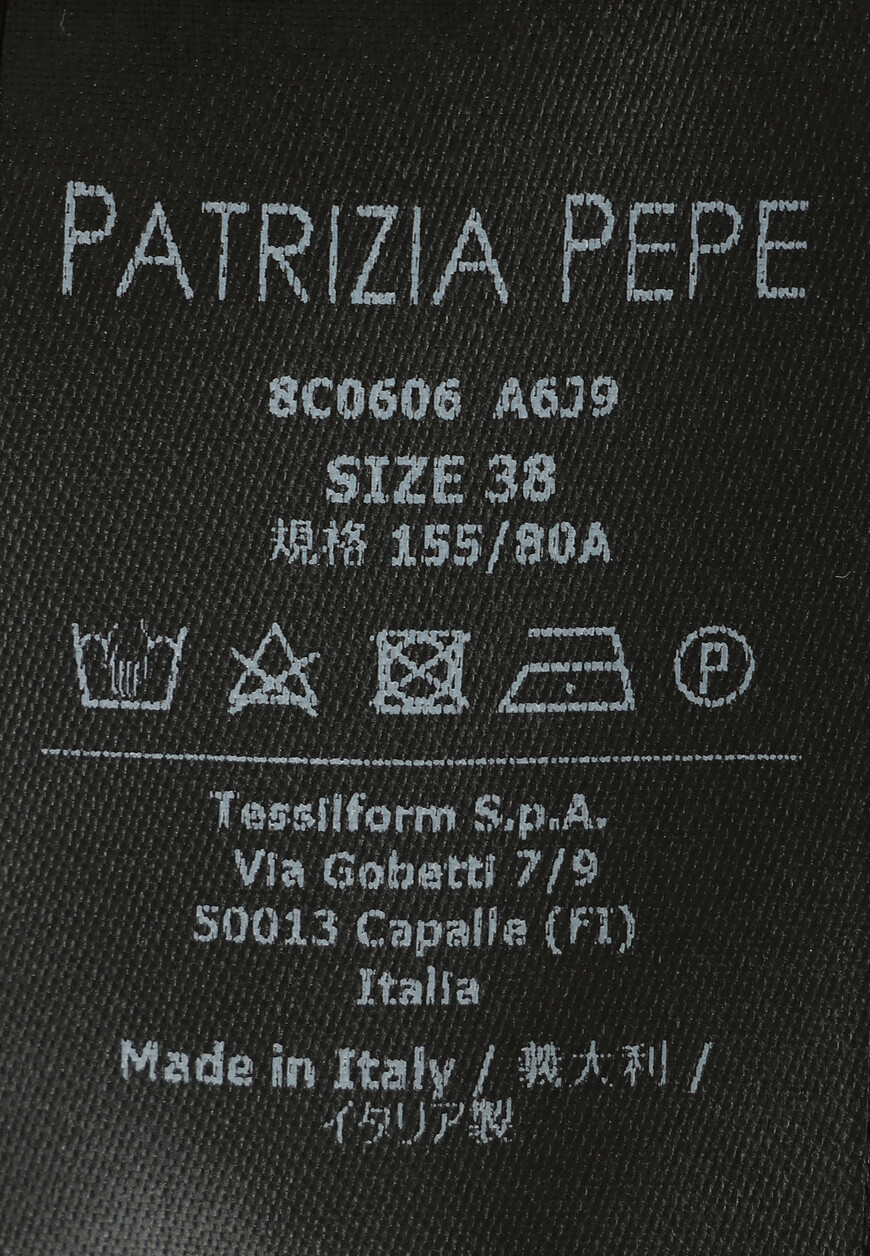 PATRIZIA PEPE
8C0606 A6J9
SIZE 38
規格 155/80A
P
Tessilform S.p.A.
Via Gobetti 7/9
50013 Capalle (FI)
Italia
Made in Italy / 義大利 /
イタリア製